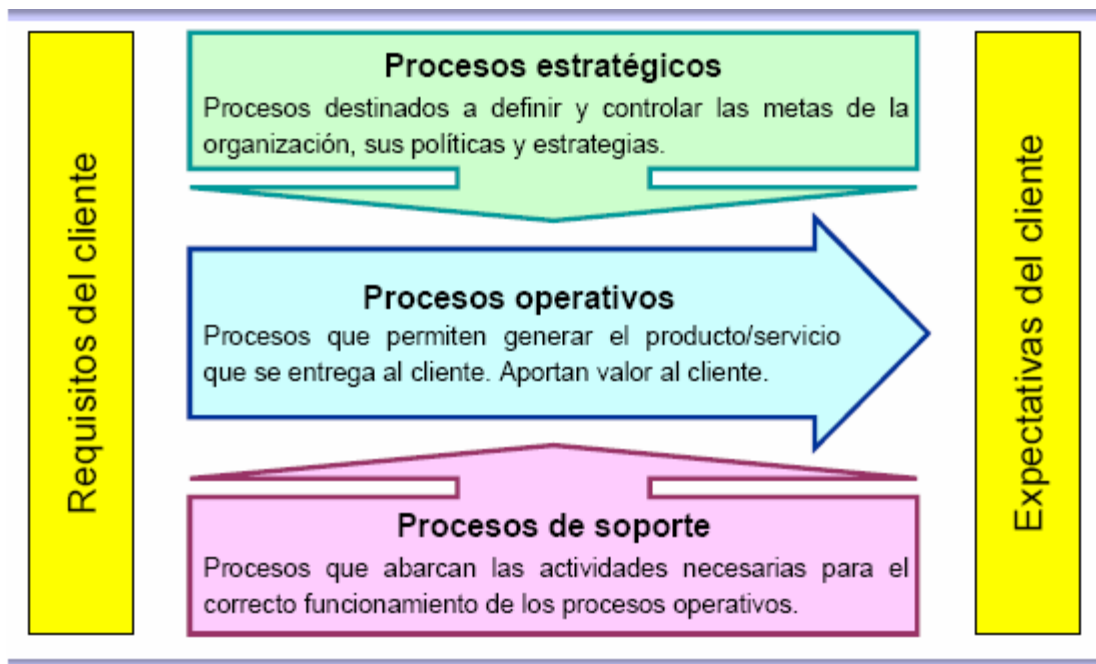 Requisitos del cliente
Procesos estratégicos
Procesos destinados a definir y controlar las metas de la
organización, sus políticas y estrategias.
Procesos operativos
Procesos que permiten generar el producto/servicio
que se entrega al cliente. Aportan valor al cliente.
Procesos de soporte
Procesos que abarcan las actividades necesarias para el
correcto funcionamiento de los procesos operativos.
Expectativas del cliente